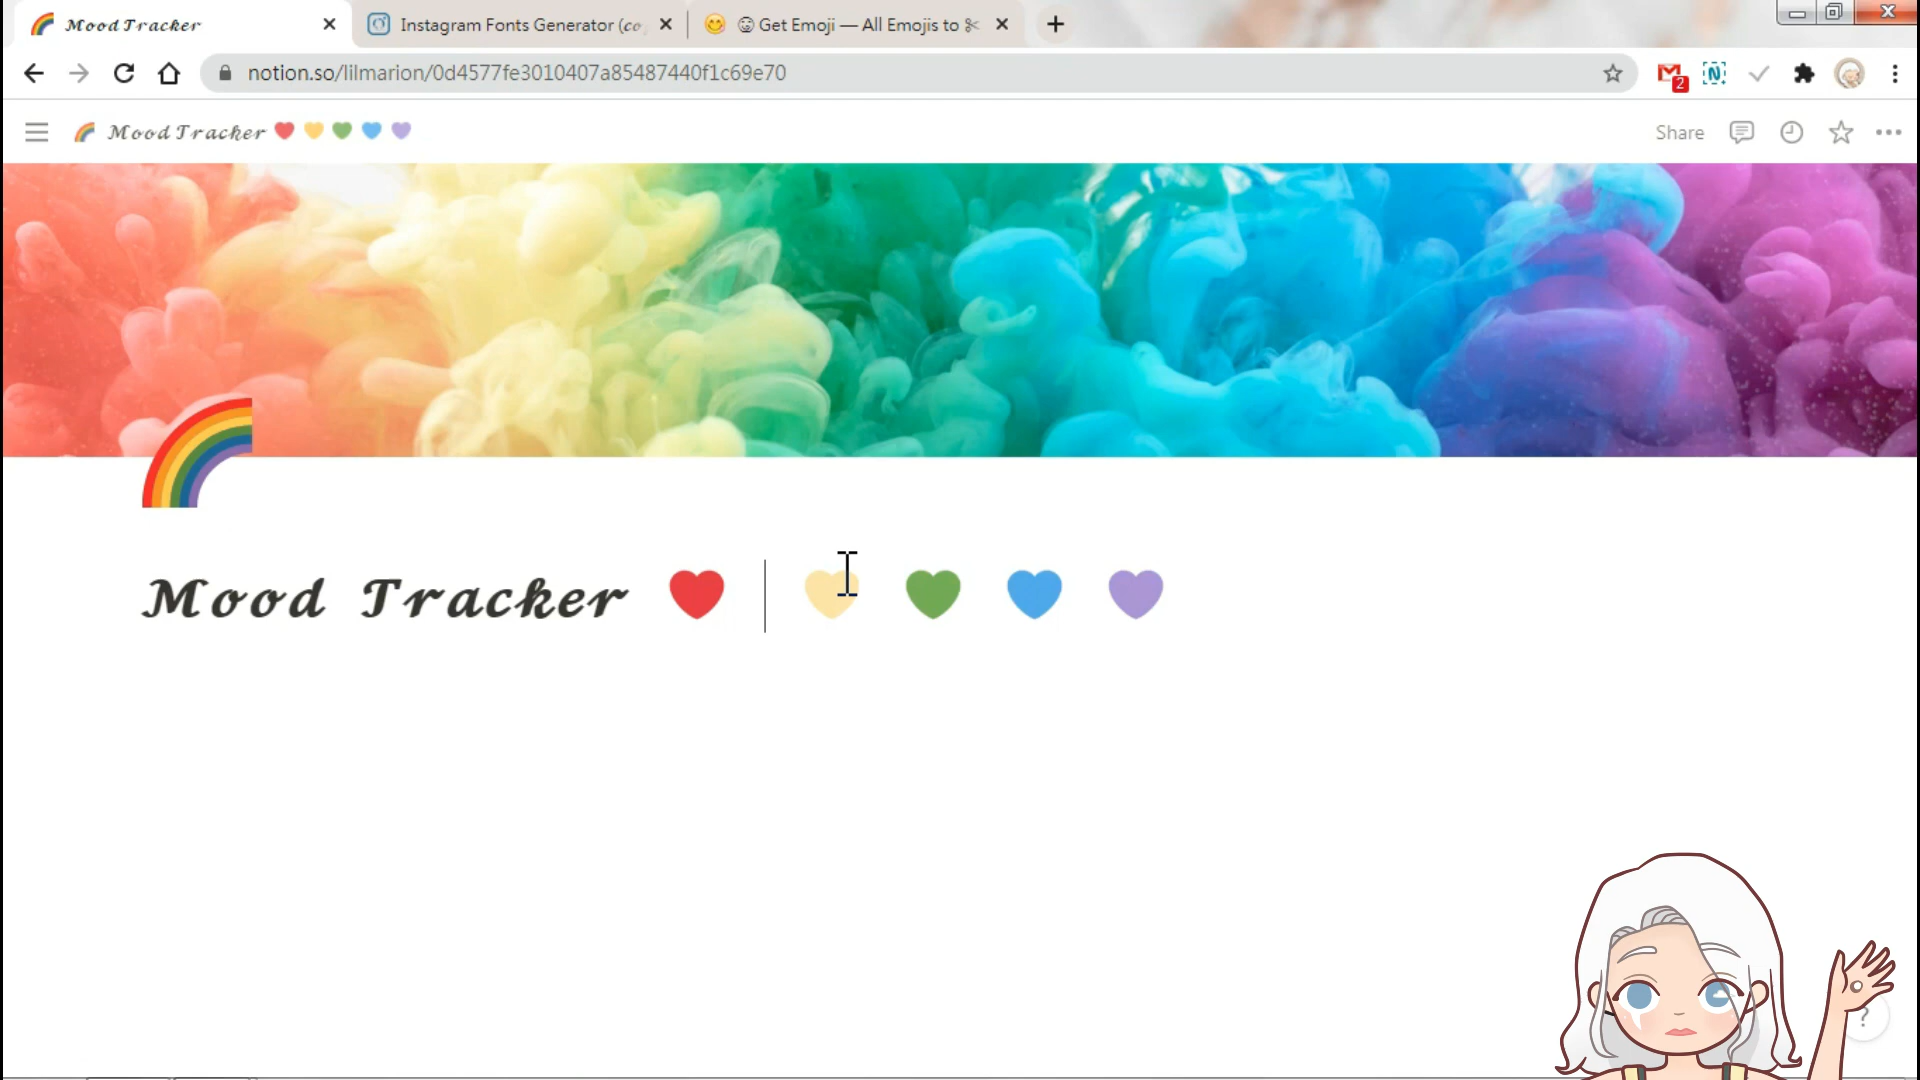 𝓜𝓸𝓸𝓭 𝓣𝓻𝓪𝓬𝓴𝓮𝓻
Instagram Fonts Generator (co
😋 Get Emoji — All Emojis to ✂
notion.so/lilmarion/0d4577fe3010407a85487440f1c69e70
2
𝓜𝓸𝓸𝓭 𝓣𝓻𝓪𝓬𝓴𝓮𝓻 ❤️ 💛 💚 💙 💜
Share
𝓜𝓸𝓸𝓭 𝓣𝓻𝓪𝓬𝓴𝓮𝓻 ❤️ 💛 💚 💙 💜
?